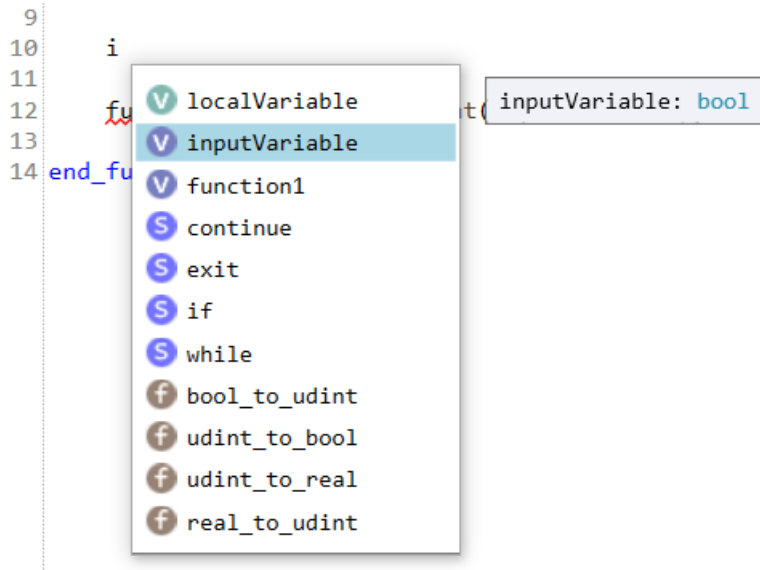 9
10 i
11
12 fu t(
13
14 end_fu
V localVariable
V inputVariable
V function1
S continue
S exit
S if
S while
f bool_to_udint
f udint_to_bool
f udint_to_real
f real_to_udint
inputVariable: bool